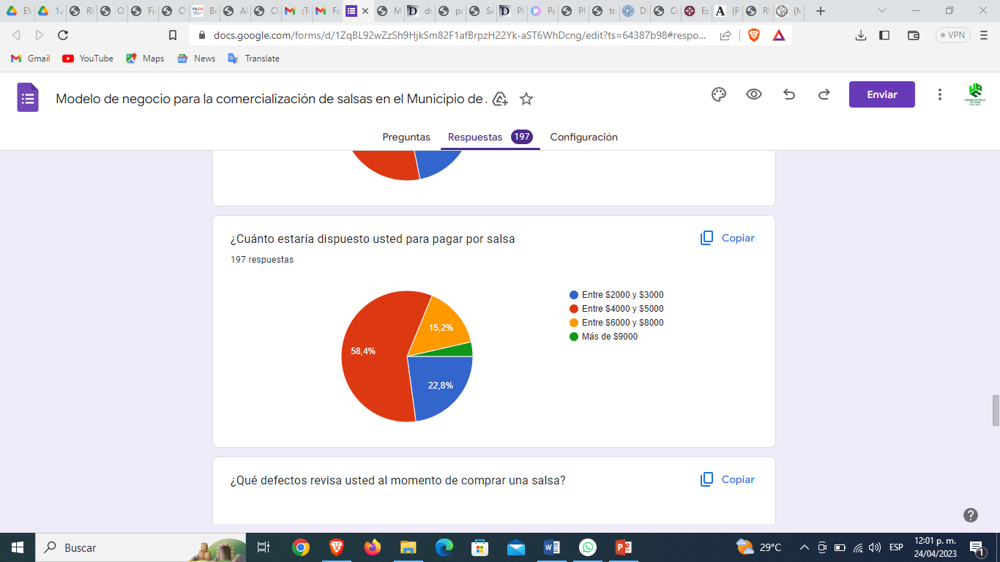 docs.google.com/forms/d/1ZqBL92wZzSh9HjkSm82F1afBrpzH22Yk-aST6WhDcng/edit?ts=64387b98#respo...
VPN
Gmail YouTube Maps News Translate
Modelo de negocio para la comercialización de salsas en el Municipio de
Enviar
Preguntas Respuestas 197 Configuración
¿Cuánto estaría dispuesto usted para pagar por salsa
Copiar
197 respuestas
Entre $2000 y $3000
Entre $4000 y $5000
Entre $6000 y $8000
Más de $9000
15,2%
58,4%
22,8%
¿Qué defectos revisa usted al momento de comprar una salsa?
Copiar
Buscar
29°C
ESP
12:01 p. m.
24/04/2023
1